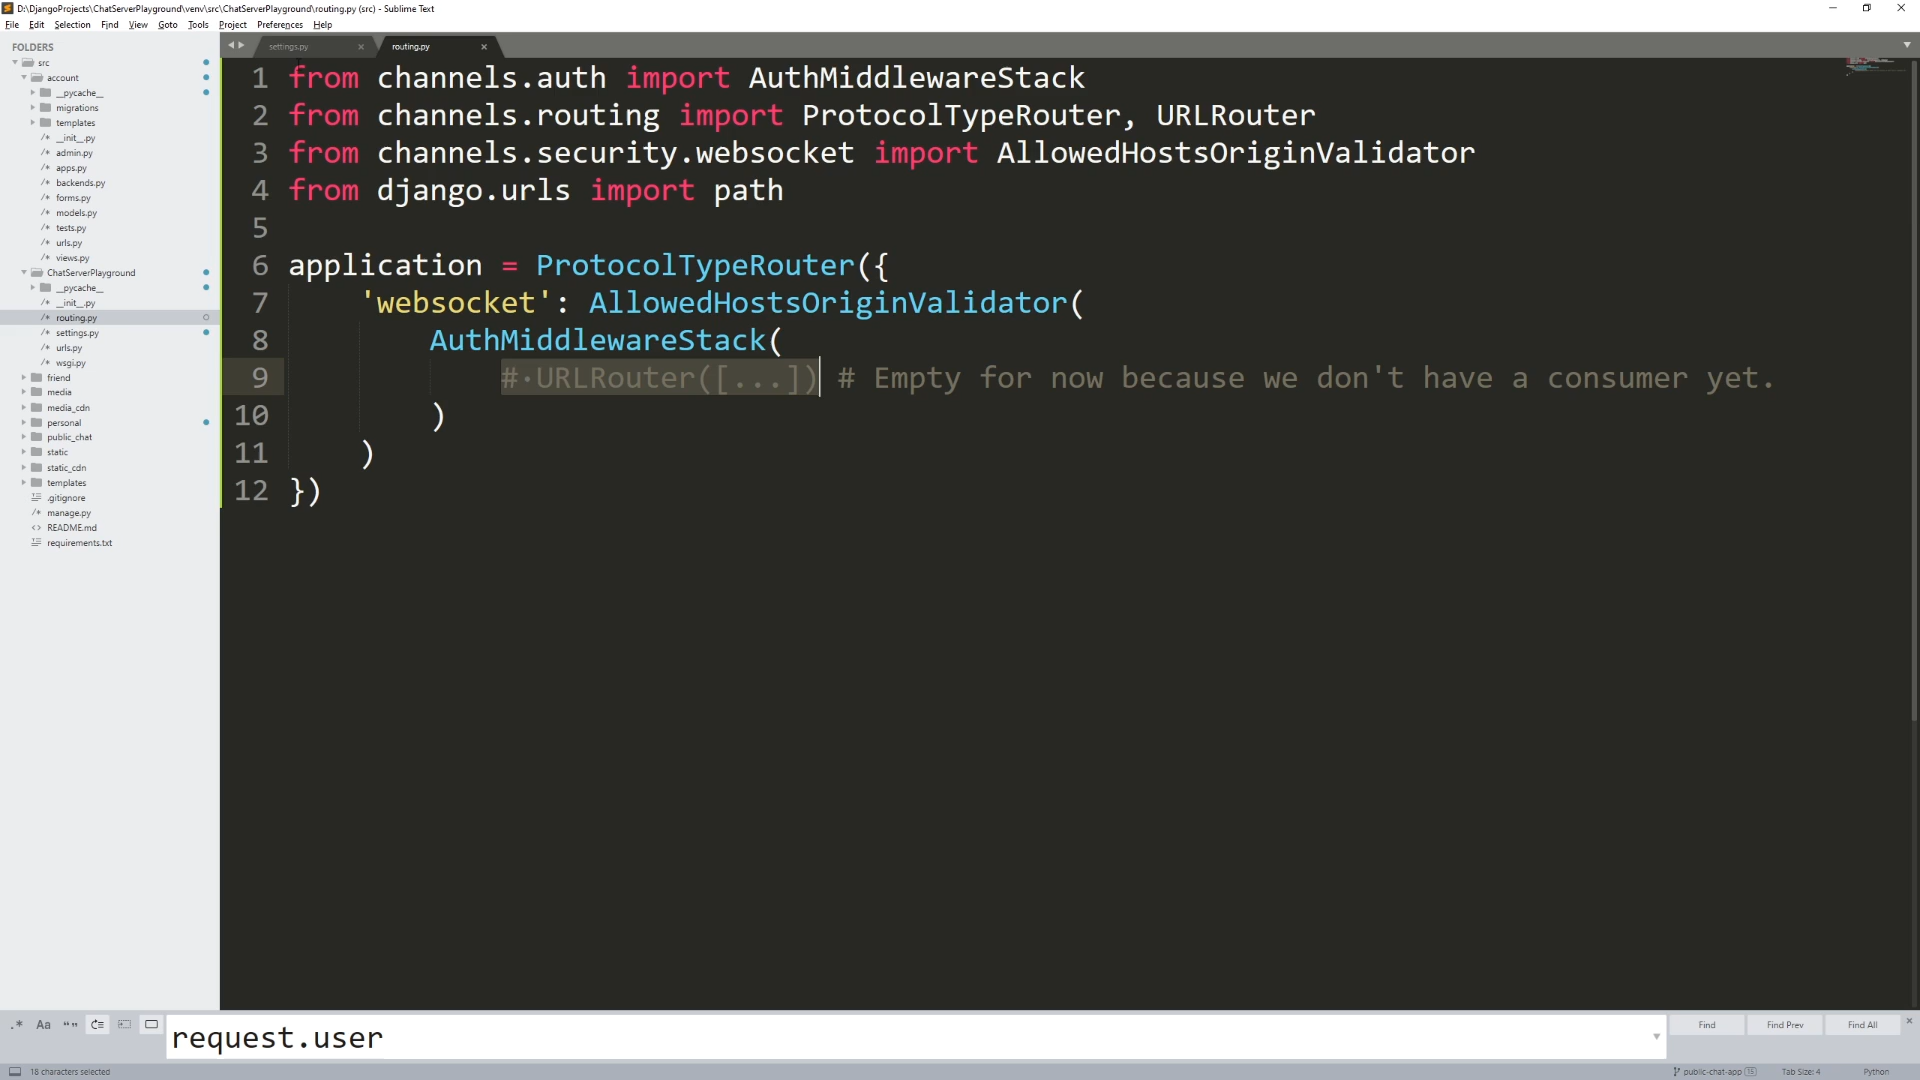 D:\DjangoProjects\ChatServerPlayground\venv\src\ChatServerPlayground\routing.py (src) - Sublime Text
File Edit Selection Find View Goto Tools Project Preferences Help
FOLDERS
src
account
__pycache__
migrations
templates
__init__.py
admin.py
apps.py
backends.py
forms.py
models.py
tests.py
urls.py
views.py
ChatServerPlayground
__pycache__
__init__.py
routing.py
settings.py
urls.py
wsgi.py
friend
media
media_cdn
personal
public_chat
static
static_cdn
templates
.gitignore
manage.py
README.md
requirements.txt
settings.py routing.py
1 from channels.auth import AuthMiddlewareStack
2 from channels.routing import ProtocolTypeRouter, URLRouter
3 from channels.security.websocket import AllowedHostsOriginValidator
4 from django.urls import path
5
6 application = ProtocolTypeRouter({
7 'websocket': AllowedHostsOriginValidator(
8 AuthMiddlewareStack(
9 # URLRouter([...]) # Empty for now because we don't have a consumer yet.
10 )
11 )
12 })
.* Aa “” request.user Find Find Prev Find All
18 characters selected public-chat-app 15 Tab Size: 4 Python